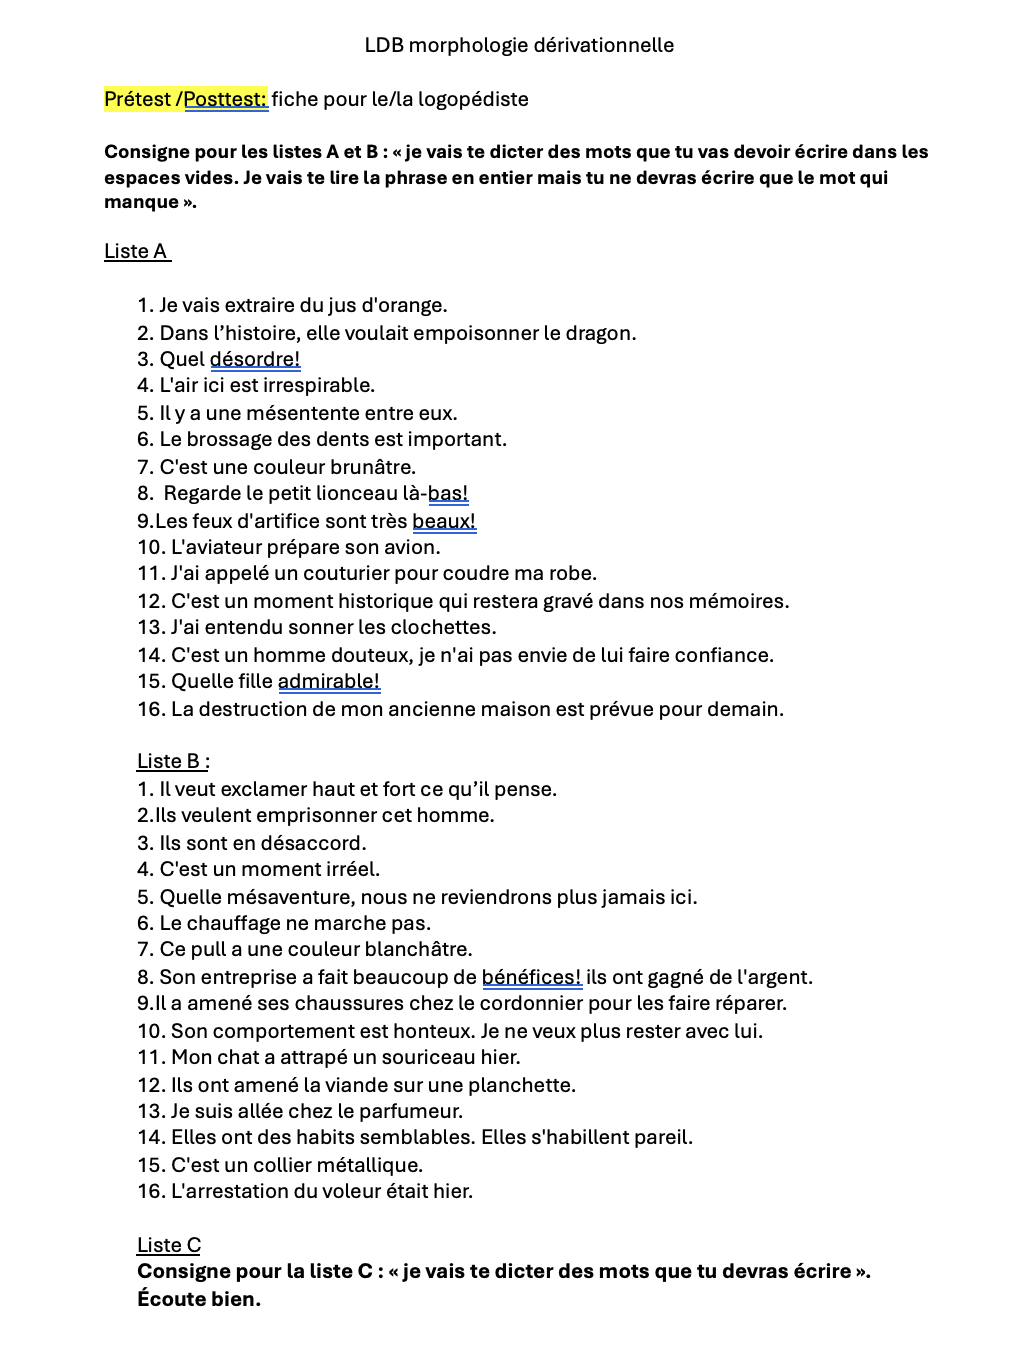 LDB morphologie dérivationnelle
Prétest /Posttest: fiche pour le/la logopédiste
Consigne pour les listes A et B : « je vais te dicter des mots que tu vas devoir écrire dans les
espaces vides. Je vais te lire la phrase en entier mais tu ne devras écrire que le mot qui
manque ».
Liste A
1. Je vais extraire du jus d'orange.
2. Dans l’histoire, elle voulait empoisonner le dragon.
3. Quel désordre!
4. L'air ici est irrespirable.
5. Il y a une mésentente entre eux.
6. Le brossage des dents est important.
7. C'est une couleur brunâtre.
8.  Regarde le petit lionceau là-bas!
9.Les feux d'artifice sont très beaux!
10. L'aviateur prépare son avion.
11. J'ai appelé un couturier pour coudre ma robe.
12. C'est un moment historique qui restera gravé dans nos mémoires.
13. J'ai entendu sonner les clochettes.
14. C'est un homme douteux, je n'ai pas envie de lui faire confiance.
15. Quelle fille admirable!
16. La destruction de mon ancienne maison est prévue pour demain.
Liste B :
1. Il veut exclamer haut et fort ce qu’il pense.
2.Ils veulent emprisonner cet homme.
3. Ils sont en désaccord.
4. C'est un moment irréel.
5. Quelle mésaventure, nous ne reviendrons plus jamais ici.
6. Le chauffage ne marche pas.
7. Ce pull a une couleur blanchâtre.
8. Son entreprise a fait beaucoup de bénéfices! ils ont gagné de l'argent.
9.Il a amené ses chaussures chez le cordonnier pour les faire réparer.
10. Son comportement est honteux. Je ne veux plus rester avec lui.
11. Mon chat a attrapé un souriceau hier.
12. Ils ont amené la viande sur une planchette.
13. Je suis allée chez le parfumeur.
14. Elles ont des habits semblables. Elles s'habillent pareil.
15. C'est un collier métallique.
16. L'arrestation du voleur était hier.
Liste C
Consigne pour la liste C : « je vais te dicter des mots que tu devras écrire ».
Écoute bien.